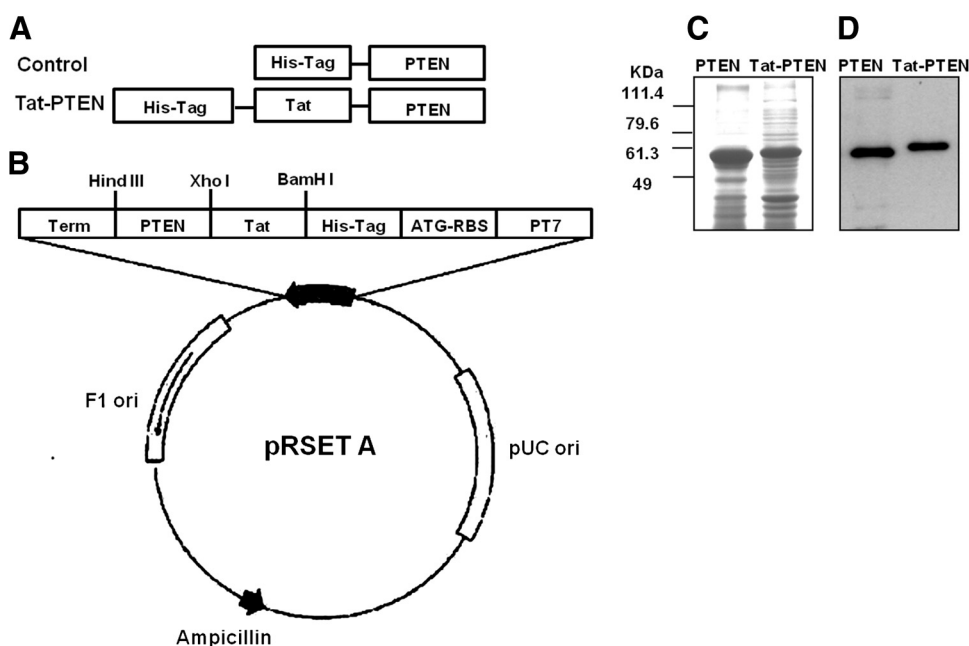 A
Control
His-Tag
PTEN
Tat-PTEN
His-Tag
Tat
PTEN
B
Hind III
Xho I
BamH I
Term
PTEN
Tat
His-Tag
ATG-RBS
PT7
F1 ori
pRSET A
pUC ori
Ampicillin
C
PTEN Tat-PTEN
KDa
111.4
79.6
61.3
49
D
PTEN Tat-PTEN